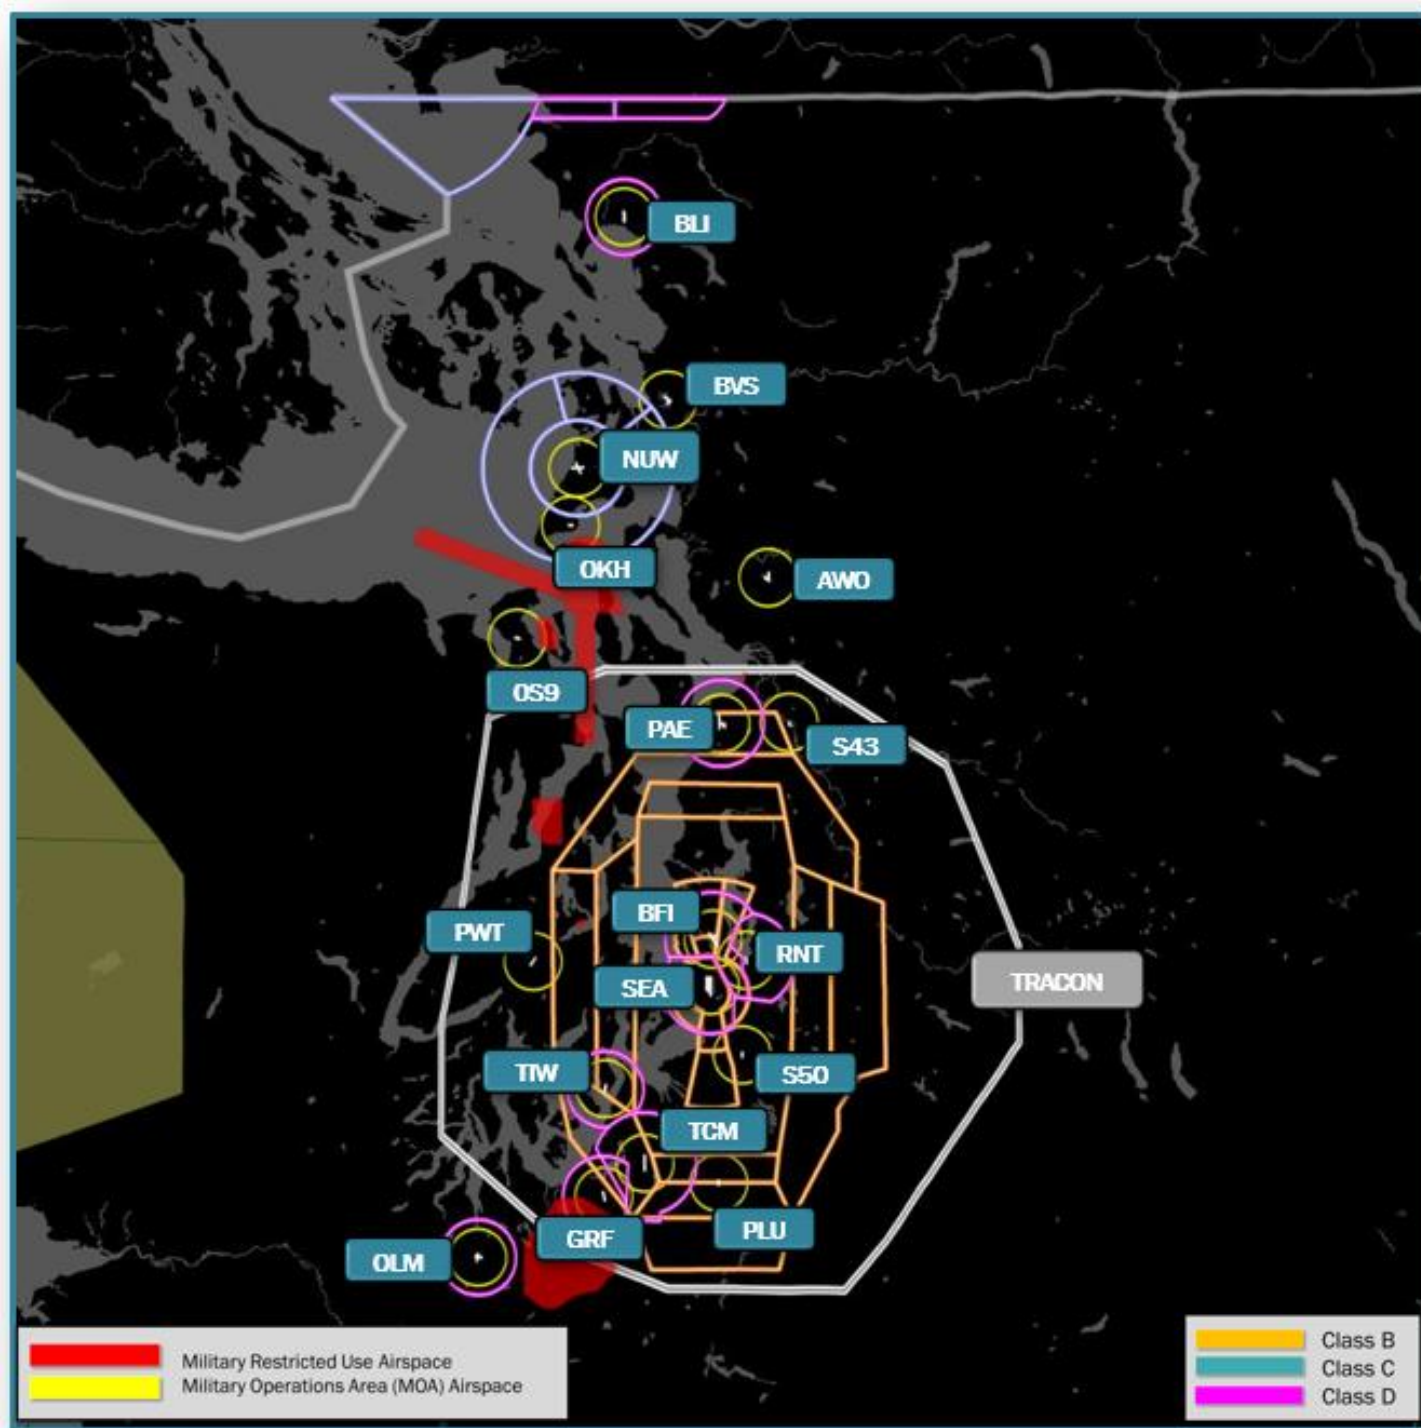 BLI
BVS
NUW
OKH
AWO
OS9
PAE
S43
BFI
PWT
RNT
SEA
TRACON
TIW
S50
TCM
PLU
GRF
OLM
Military Restricted Use Airspace
Military Operations Area (MOA) Airspace
Class B
Class C
Class D